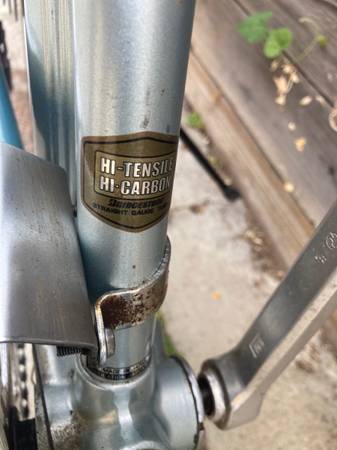 HI-TENSILE
HI-CARBON
BRIDGESTONE
STRAIGHT GAUGE